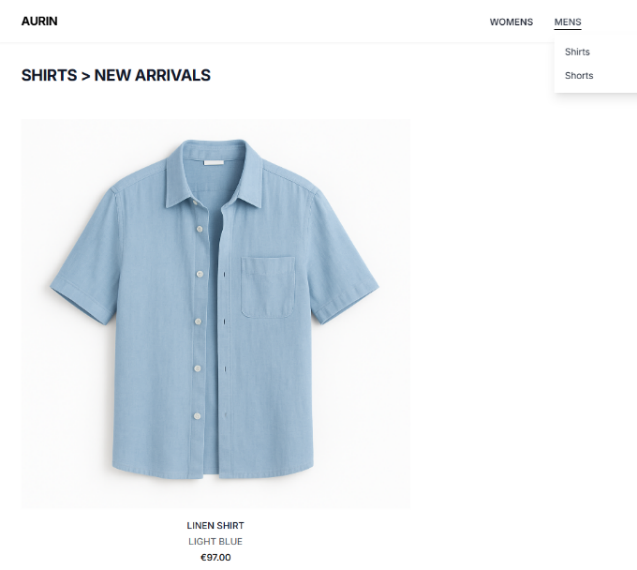 AURIN
WOMENS
MENS
Shirts
Shorts
SHIRTS > NEW ARRIVALS
LINEN SHIRT
LIGHT BLUE
€97.00